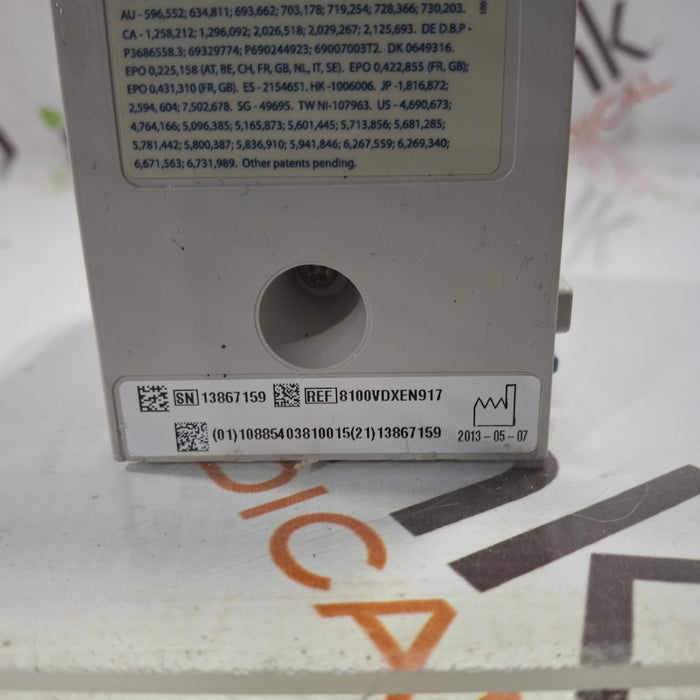 AU - 596,552; 634,811; 693,662; 703,178; 719,254; 728,366; 730,203.
CA - 1,258,212; 1,296,092; 2,026,518; 2,029,267; 2,125,693. DE D.B.P -
P3686558.3; 69329774; P690244923; 69007003T2. DK 0649316.
EPO 0,225,158 (AT, BE, CH, FR, GB, NL, IT, SE). EPO 0,422,855 (FR, GB);
EPO 0,431,310 (FR, GB). ES - 2154651. HK -1006006. JP -1,816,872;
2,594,604; 7,502,678. SG - 49695. TW NI-107963. US - 4,690,673;
4,764,166; 5,096,385; 5,165,873; 5,601,445; 5,713,856; 5,681,285;
5,781,442; 5,800,387; 5,836,910; 5,941,846; 6,267,559; 6,269,340;
6,671,563; 6,731,989. Other patents pending.
SN 13867159 REF 8100VDXEN917
(01)10885403810015(21)13867159 2013-05-07
DICA